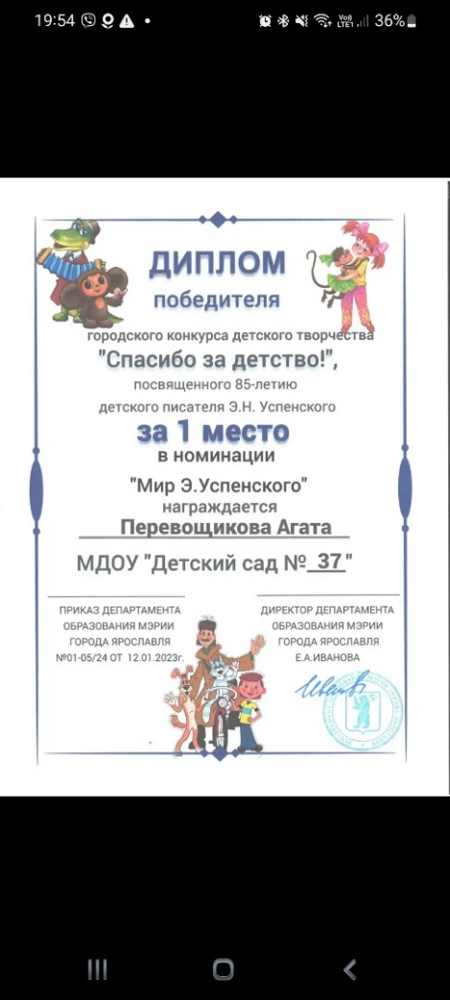 19:54
Vo)) LTE1 36%
ДИПЛОМ
победителя
городского конкурса детского творчества
"Спасибо за детство!",
посвященного 85-летию
детского писателя Э.Н. Успенского
за 1 место
в номинации
"Мир Э.Успенского"
награждается
Перевощикова Агата
МДОУ "Детский сад № 37"
ПРИКАЗ ДЕПАРТАМЕНТА
ОБРАЗОВАНИЯ МЭРИИ
ГОРОДА ЯРОСЛАВЛЯ
№01-05/24 ОТ 12.01.2023г.
ДИРЕКТОР ДЕПАРТАМЕНТА
ОБРАЗОВАНИЯ МЭРИИ
ГОРОДА ЯРОСЛАВЛЯ
Е.А.ИВАНОВА